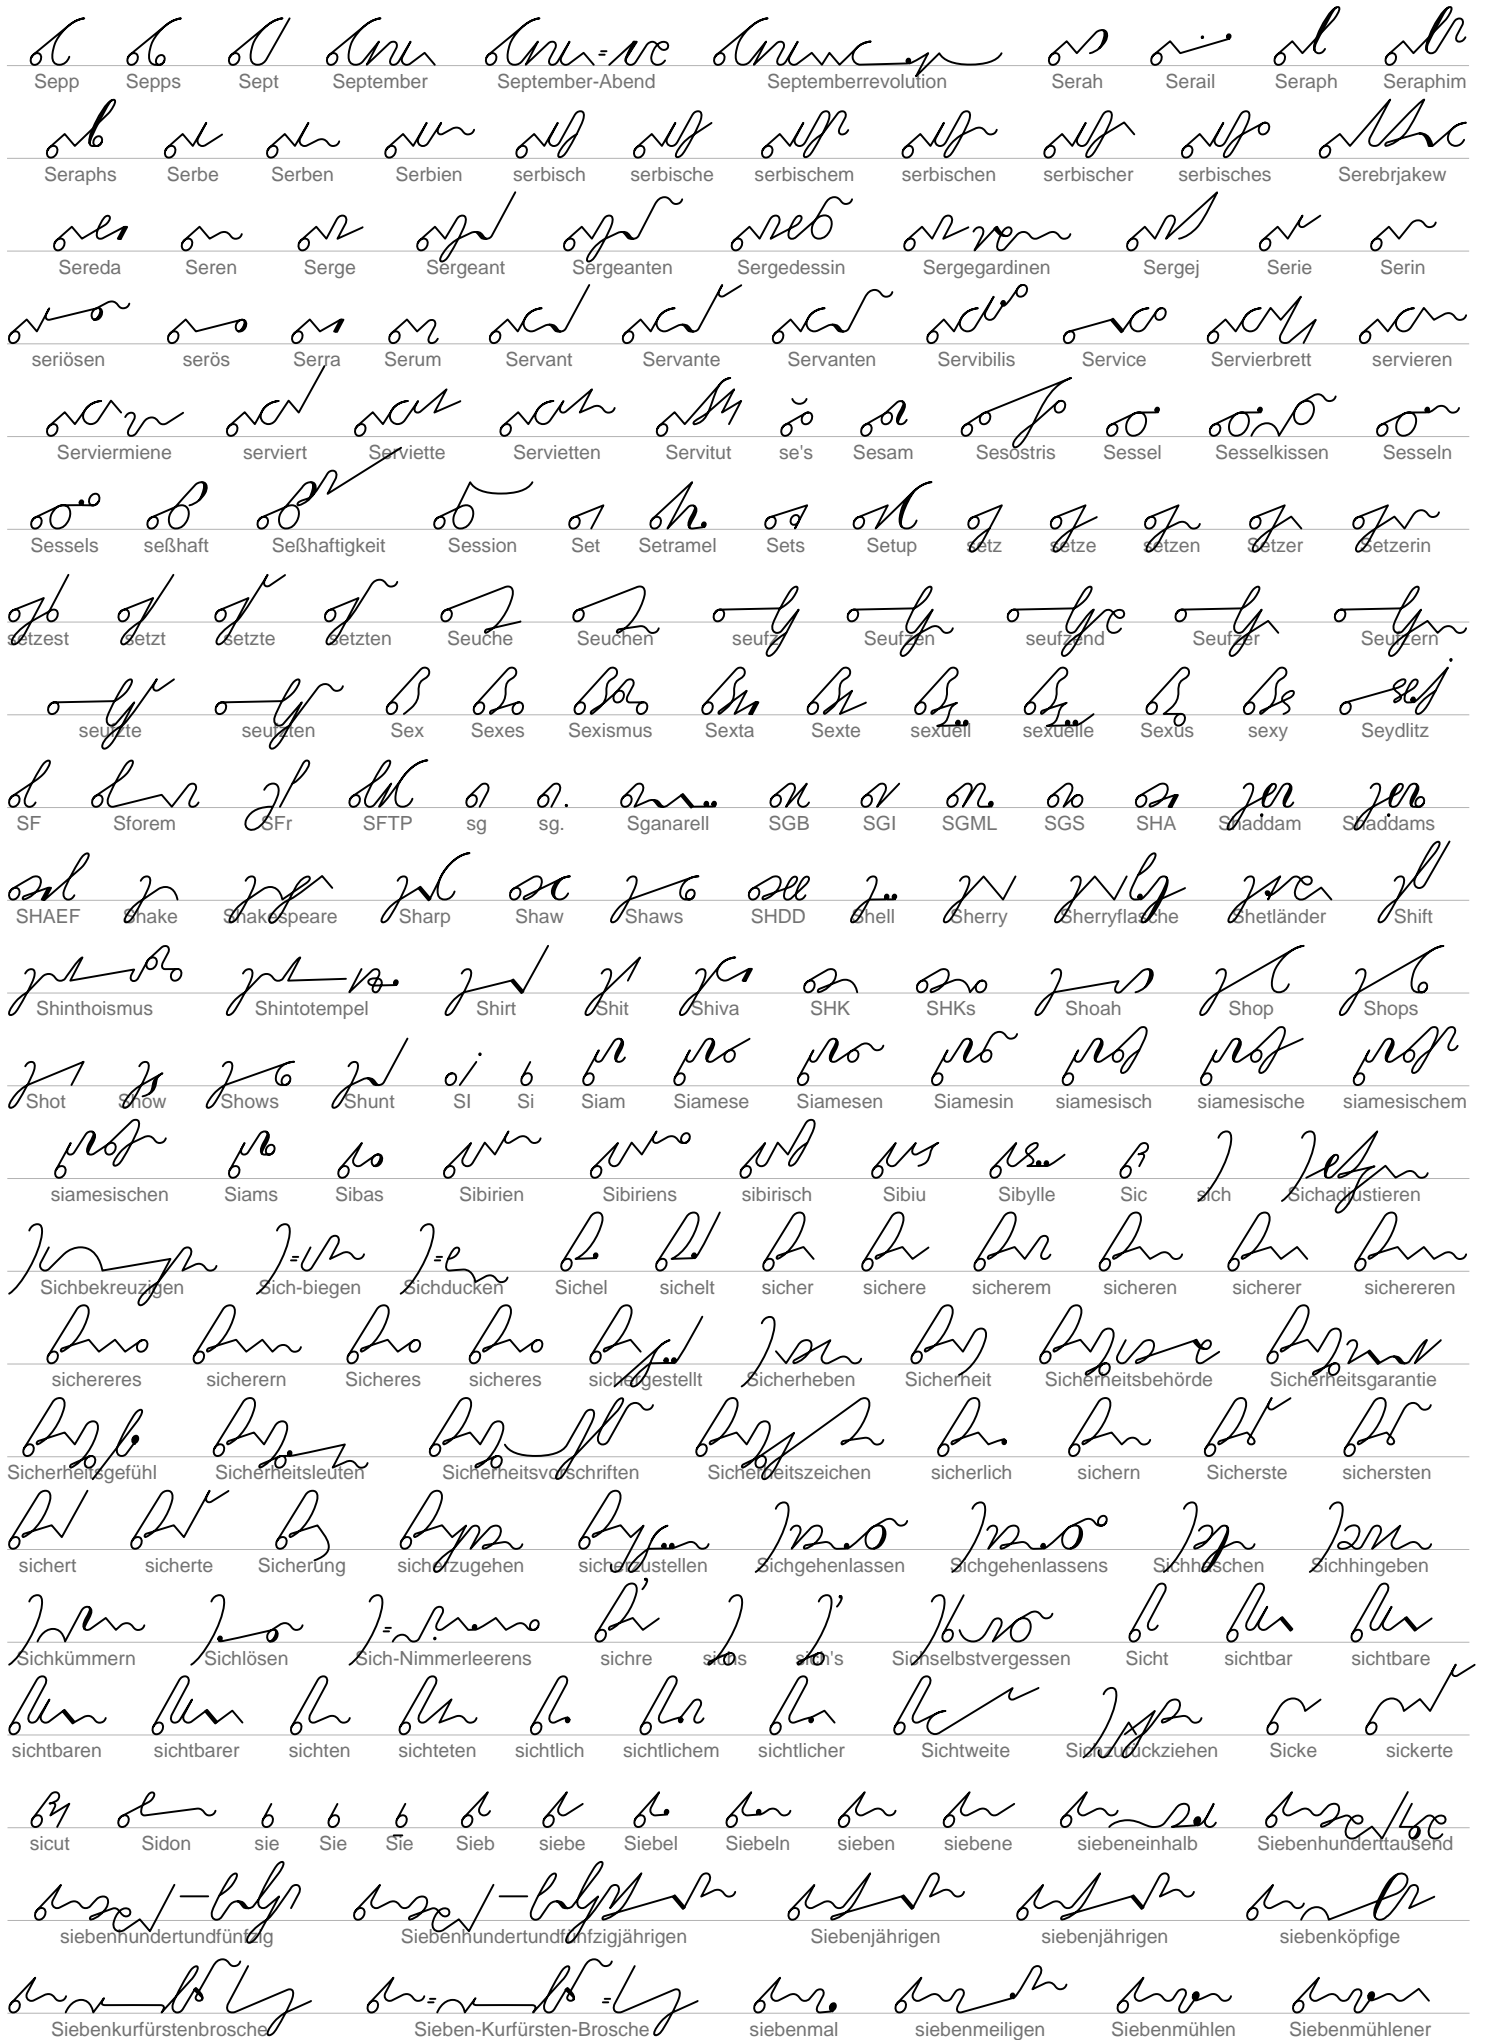 Sepp Sepps Sept September September-Abend Septemberrevolution Serah Serail Seraph Seraphim
Seraphs Serbe Serben Serbien serbisch serbische serbischem serbischen serbischer serbisches Serebrjakew
Sereda Seren Serge Sergeant Sergeanten Sergedessin Sergegardinen Sergej Serie Serin
seriösen serös Serra Serum Servant Servante Servanten Servibilis Service Servierbrett servieren
Serviermiene serviert Serviette Servietten Servitut se's Sesam Sesostris Sessel Sesselkissen Sesseln
Sessels seßhaft Seßhaftigkeit Session Set Setramel Sets Setup setz setze setzen Setzer Setzerin
setzest setzt setzte setzten Seuche Seuchen seufz Seufzen seufzend Seufzer Seufzern
seufzte seufzten Sex Sexes Sexismus Sexta Sexte sexuell sexuelle Sexus sexy Seydlitz
SF Sforem SFr SFTP sg sg. Sganarell SGB SGI SGML SGS SHA Shaddam Shaddams
SHAEF Shake Shakespeare Sharp Shaw Shaws SHDD Shell Sherry Sherryflasche Shetländer Shift
Shinthoismus Shintotempel Shirt Shit Shiva SHK SHKs Shoah Shop Shops
Shot Show Shows Shunt SI Si Siam Siamese Siamesen Siamesin siamesisch siamesische siamesischem
siamesischen Siams Sibas Sibirien Sibiriens sibirisch Sibiu Sibylle Sic sich Sichadjustieren
Sichbekreuzigen Sich-biegen Sichducken Sichel sichelt sicher sichere sicherem sicheren sicherer sichereren
sichereres sicherern Sicheres sicheres sichergestellt Sicherheben Sicherheit Sicherheitsbehörde Sicherheitsgarantie
Sicherheitsgefühl Sicherheitsleuten Sicherheitsvorschriften Sicherheitszeichen sicherlich sichern Sicherste sichersten
sichert sicherte Sicherung sicherzugehen sicherzustellen Sichgehenlassen Sichgehenlassens Sichhaschen Sichhingeben
Sichkümmern Sichlösen Sich-Nimmerleerens sichre sichs sich's Sichselbstvergessen Sicht sichtbar sichtbare
sichtbaren sichtbarer sichten sichteten sichtlich sichtlichem sichtlicher Sichtweite Sichzurückziehen Sicke sickerte
sicut Sidon sie Sie Sie Sieb siebe Siebel Siebeln sieben siebene siebeneinhalb Siebenhunderttausend
siebenhundertundfünfzig Siebenhundertundfünfzigjährigen Siebenjährigen siebenjährigen siebenköpfige
Siebenkurfürstenbrosche Sieben-Kurfürsten-Brosche siebenmal siebenmeiligen Siebenmühlen Siebenmühlener